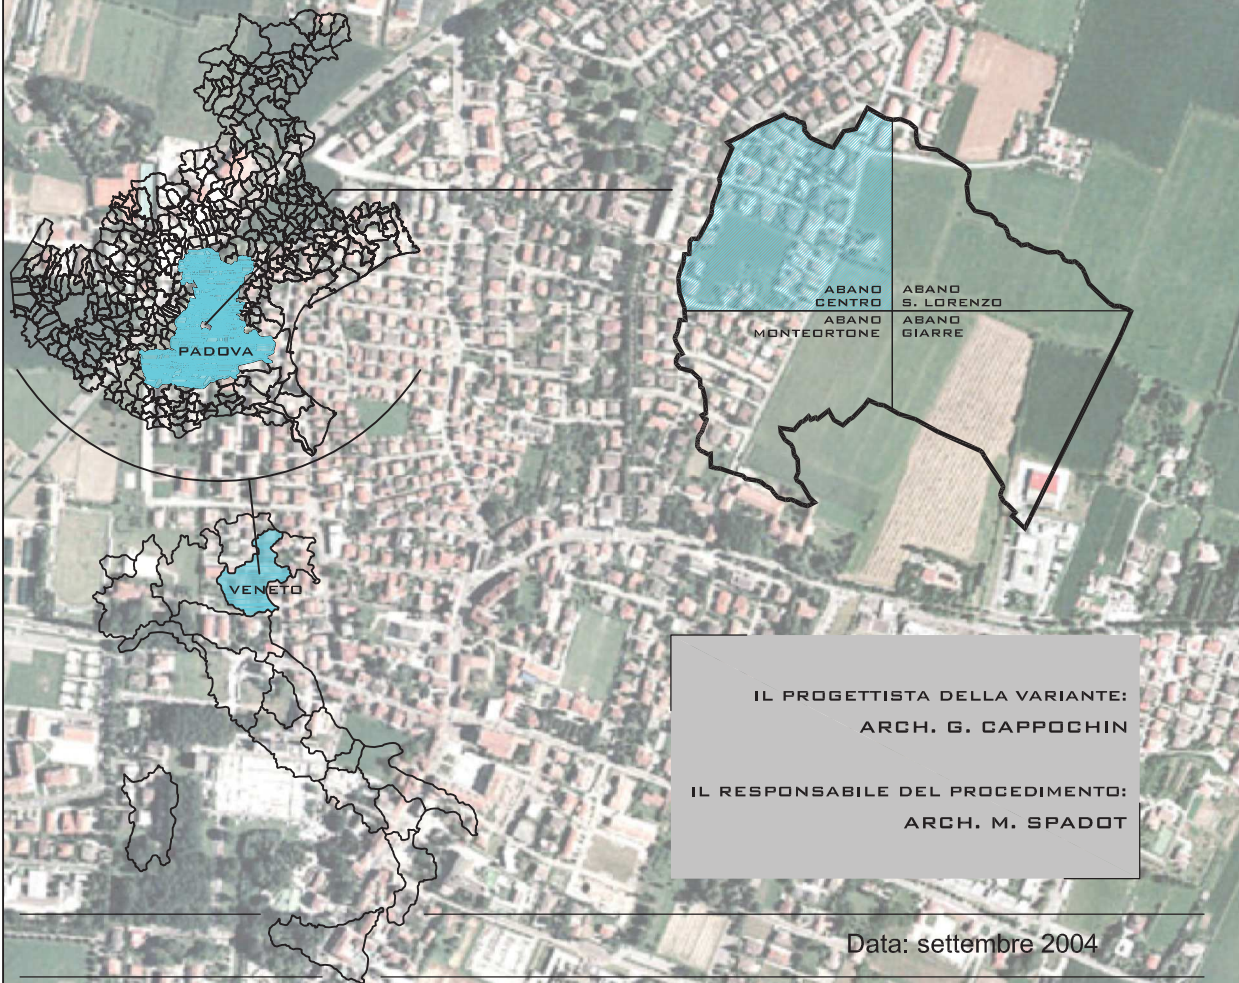 PADOVA
ABANO
CENTRO
ABANO
S. LORENZO
ABANO
MONTEORTONE
ABANO
GIARRE
VENETO
IL PROGETTISTA DELLA VARIANTE:
ARCH. G. CAPPOCHIN
IL RESPONSABILE DEL PROCEDIMENTO:
ARCH. M. SPADOT
Data: settembre 2004